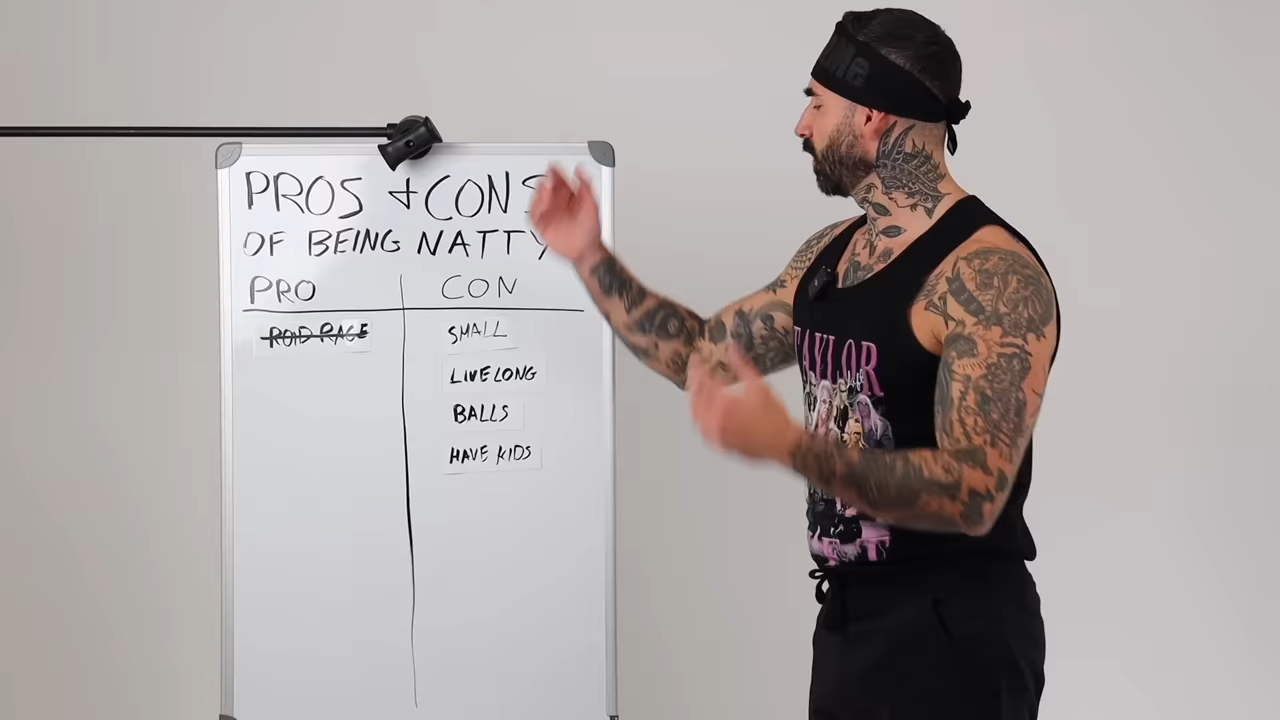 PROS + CONS
OF BEING NATTY
PRO CON
ROID RAGE SMALL
LIVE LONG
BALLS
HAVE KIDS
TAYLOR